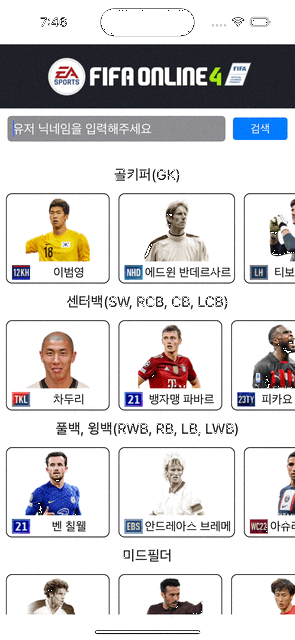 7:46
EA SPORTS FIFA ONLINE 4 FIFA
유저 닉네임을 입력해주세요 검색
골키퍼(GK)
12KH 이범영 NHD 에드윈 반데르사르 LH 티보
센터백(SW, RCB, CB, LCB)
TKL 차두리 21 뱅자맹 파바르 23TY 피카요
풀백, 윙백(RWB, RB, LB, LWB)
21 벤 칠웰 EBS 안드레아스 브레메 WC22 아슈라
미드필더